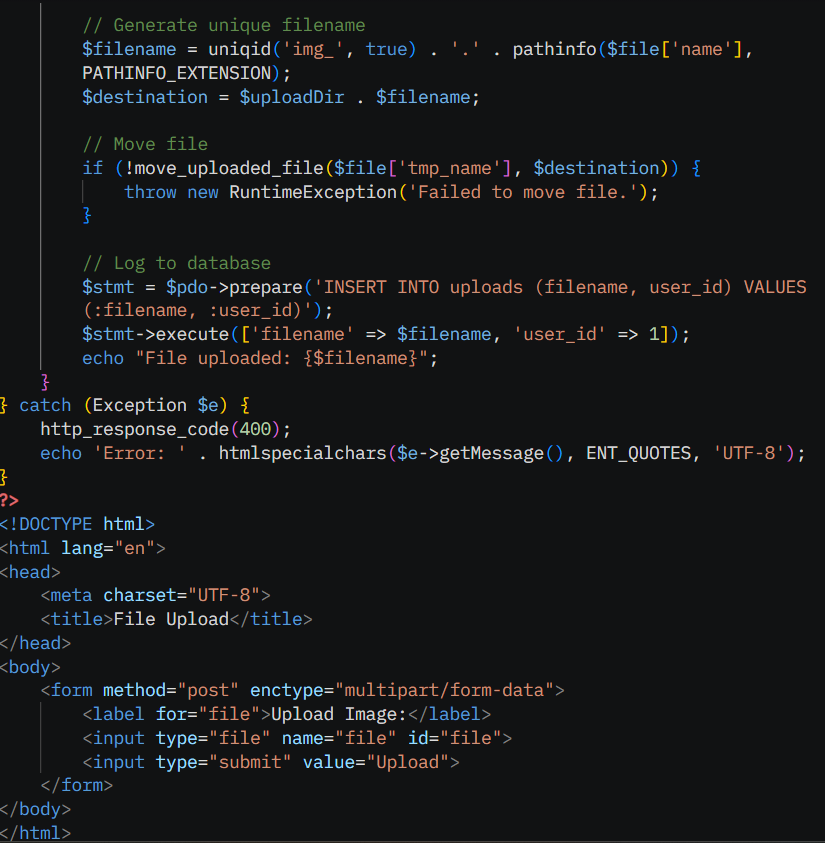 // Generate unique filename
$filename = uniqid('img_', true) . '.' . pathinfo($file['name'],
PATHINFO_EXTENSION);
$destination = $uploadDir . $filename;
// Move file
if (!move_uploaded_file($file['tmp_name'], $destination)) {
throw new RuntimeException('Failed to move file.');
}
// Log to database
$stmt = $pdo->prepare('INSERT INTO uploads (filename, user_id) VALUES
(:filename, :user_id)');
$stmt->execute(['filename' => $filename, 'user_id' => 1]);
echo "File uploaded: {$filename}";
}
} catch (Exception $e) {
http_response_code(400);
echo 'Error: ' . htmlspecialchars($e->getMessage(), ENT_QUOTES, 'UTF-8');
}
?>
<!DOCTYPE html>
<html lang="en">
<head>
<meta charset="UTF-8">
<title>File Upload</title>
</head>
<body>
<form method="post" enctype="multipart/form-data">
<label for="file">Upload Image:</label>
<input type="file" name="file" id="file">
<input type="submit" value="Upload">
</form>
</body>
</html>